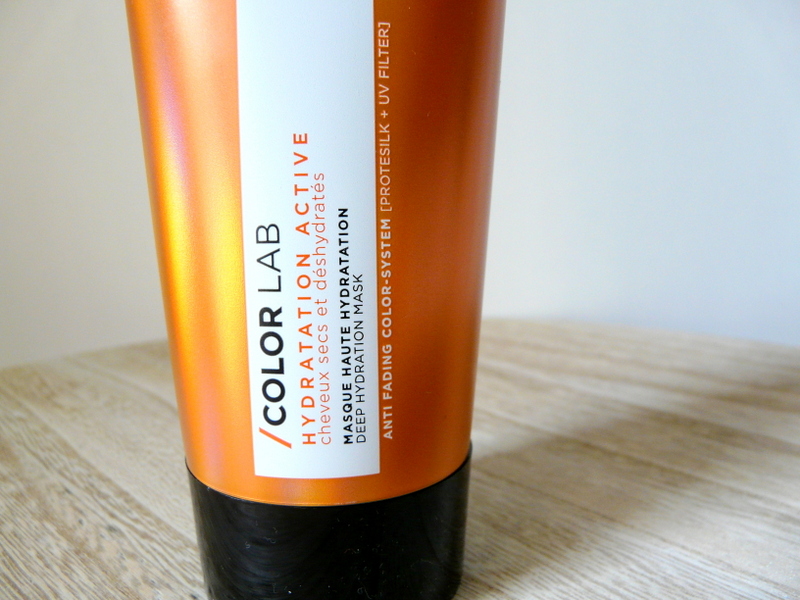 /COLOR LAB
HYDRATATION ACTIVE
cheveux secs et déshydratés
MASQUE HAUTE HYDRATATION
DEEP HYDRATION MASK
ANTI FADING COLOR-SYSTEM [PROTESILK + UV FILTER]